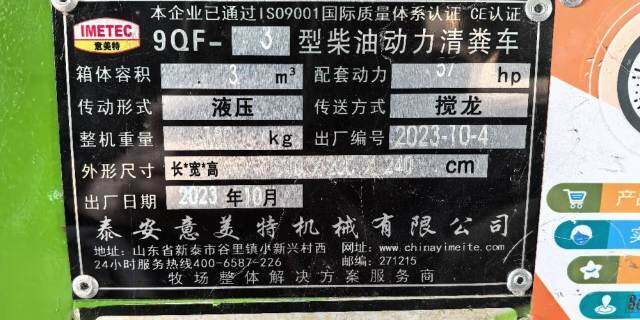 本企业已通过ISO9001国际质量体系认证 CE认证
IMETEC
意美特
9QF-3型柴油动力清粪车
箱体容积 3 m³ 配套动力 37 hp
传动形式 液压 传送方式 搅龙
整机重量 kg 出厂编号 2023-10-4
外形尺寸 长*宽*高 240 cm
出厂日期 2023 年 10 月
泰安意美特机械有限公司
地址:山东省新泰市谷里镇小新兴村西 网址:www.chinayimeite.com
24小时服务热线400-6587-226 邮编:271215
牧场整体解决方案服务商